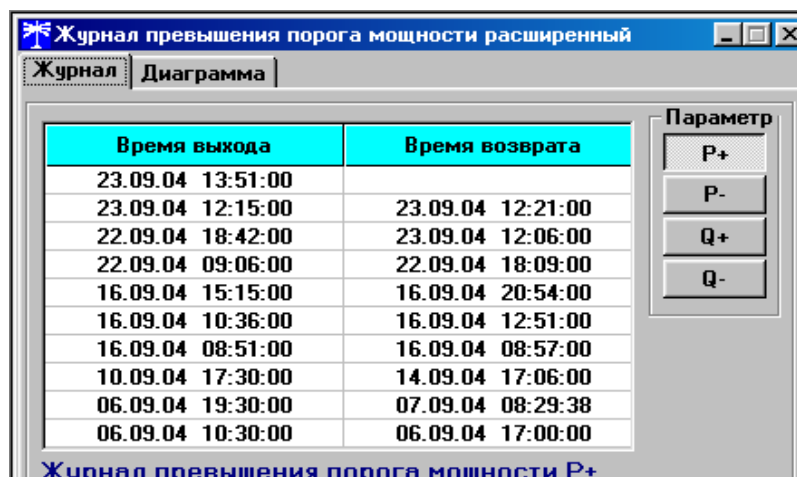 Журнал превышения порога мощности расширенный
Журнал Диаграмма
Параметр
Время выхода Время возврата
P+
23.09.04 13:51:00
P-
23.09.04 12:15:00 23.09.04 12:21:00
22.09.04 18:42:00 23.09.04 12:06:00
Q+
22.09.04 09:06:00 22.09.04 18:09:00
Q-
16.09.04 15:15:00 16.09.04 20:54:00
16.09.04 10:36:00 16.09.04 12:51:00
16.09.04 08:51:00 16.09.04 08:57:00
10.09.04 17:30:00 14.09.04 17:06:00
06.09.04 19:30:00 07.09.04 08:29:38
06.09.04 10:30:00 06.09.04 17:00:00
Журнал превышения порога мощности P+